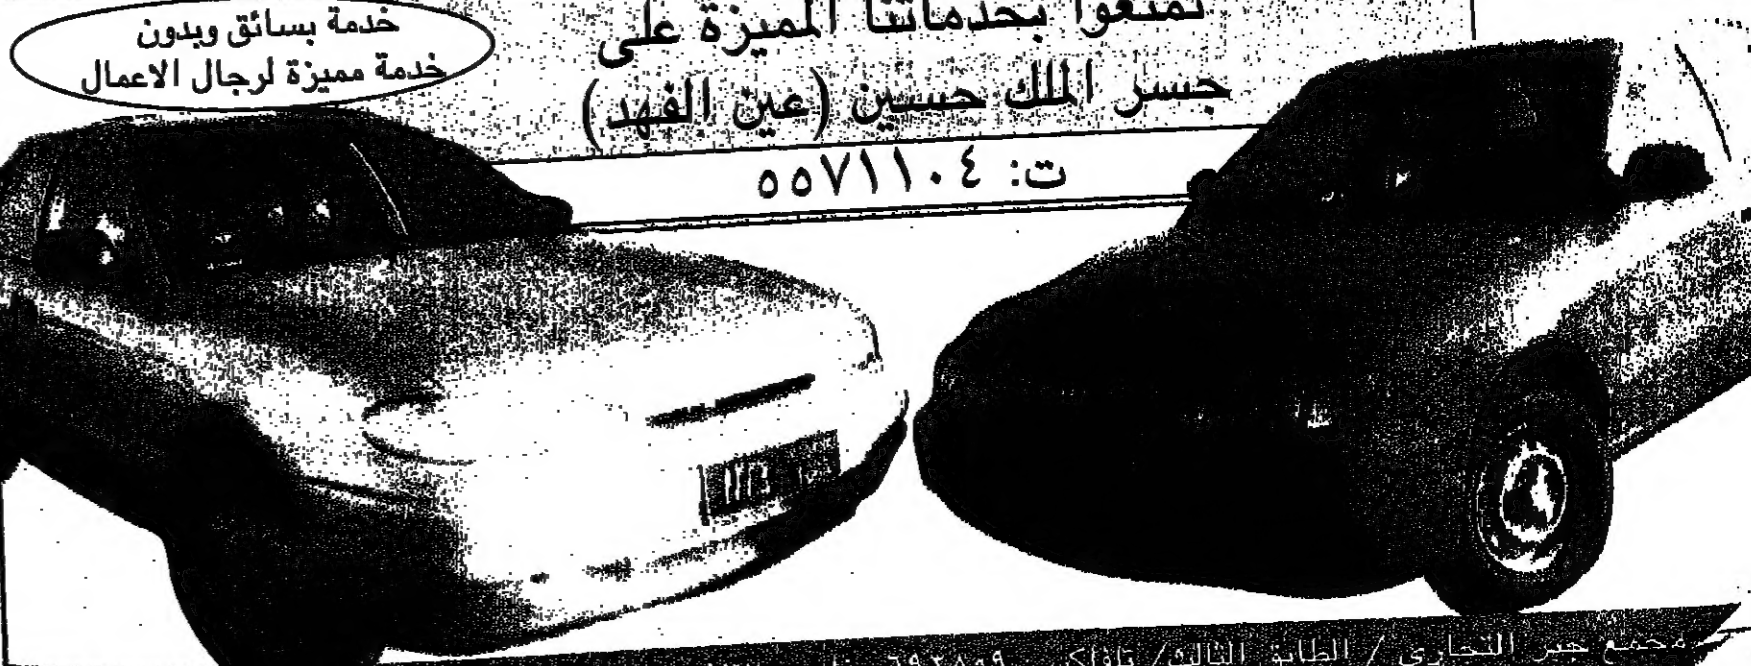 خدمة بسائق وبدون
خدمة مميزة لرجال الاعمال
تمتعوا بخدماتنا المميزة على
جسر الملك حسين (عين الفهد)
ت: ٥٥٧١١٠٤
مجمع التجاري / الطابق الثالث/